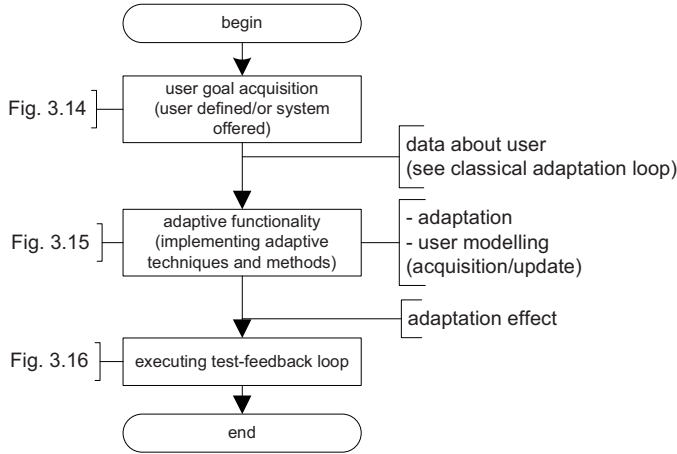 begin
user goal acquisition
(user defined/or system
offered)
Fig. 3.14
data about user
(see classical adaptation loop)
adaptive functionality
(implementing adaptive
techniques and methods)
Fig. 3.15
- adaptation
- user modelling
(acquisition/update)
adaptation effect
Fig. 3.16
executing test-feedback loop
end